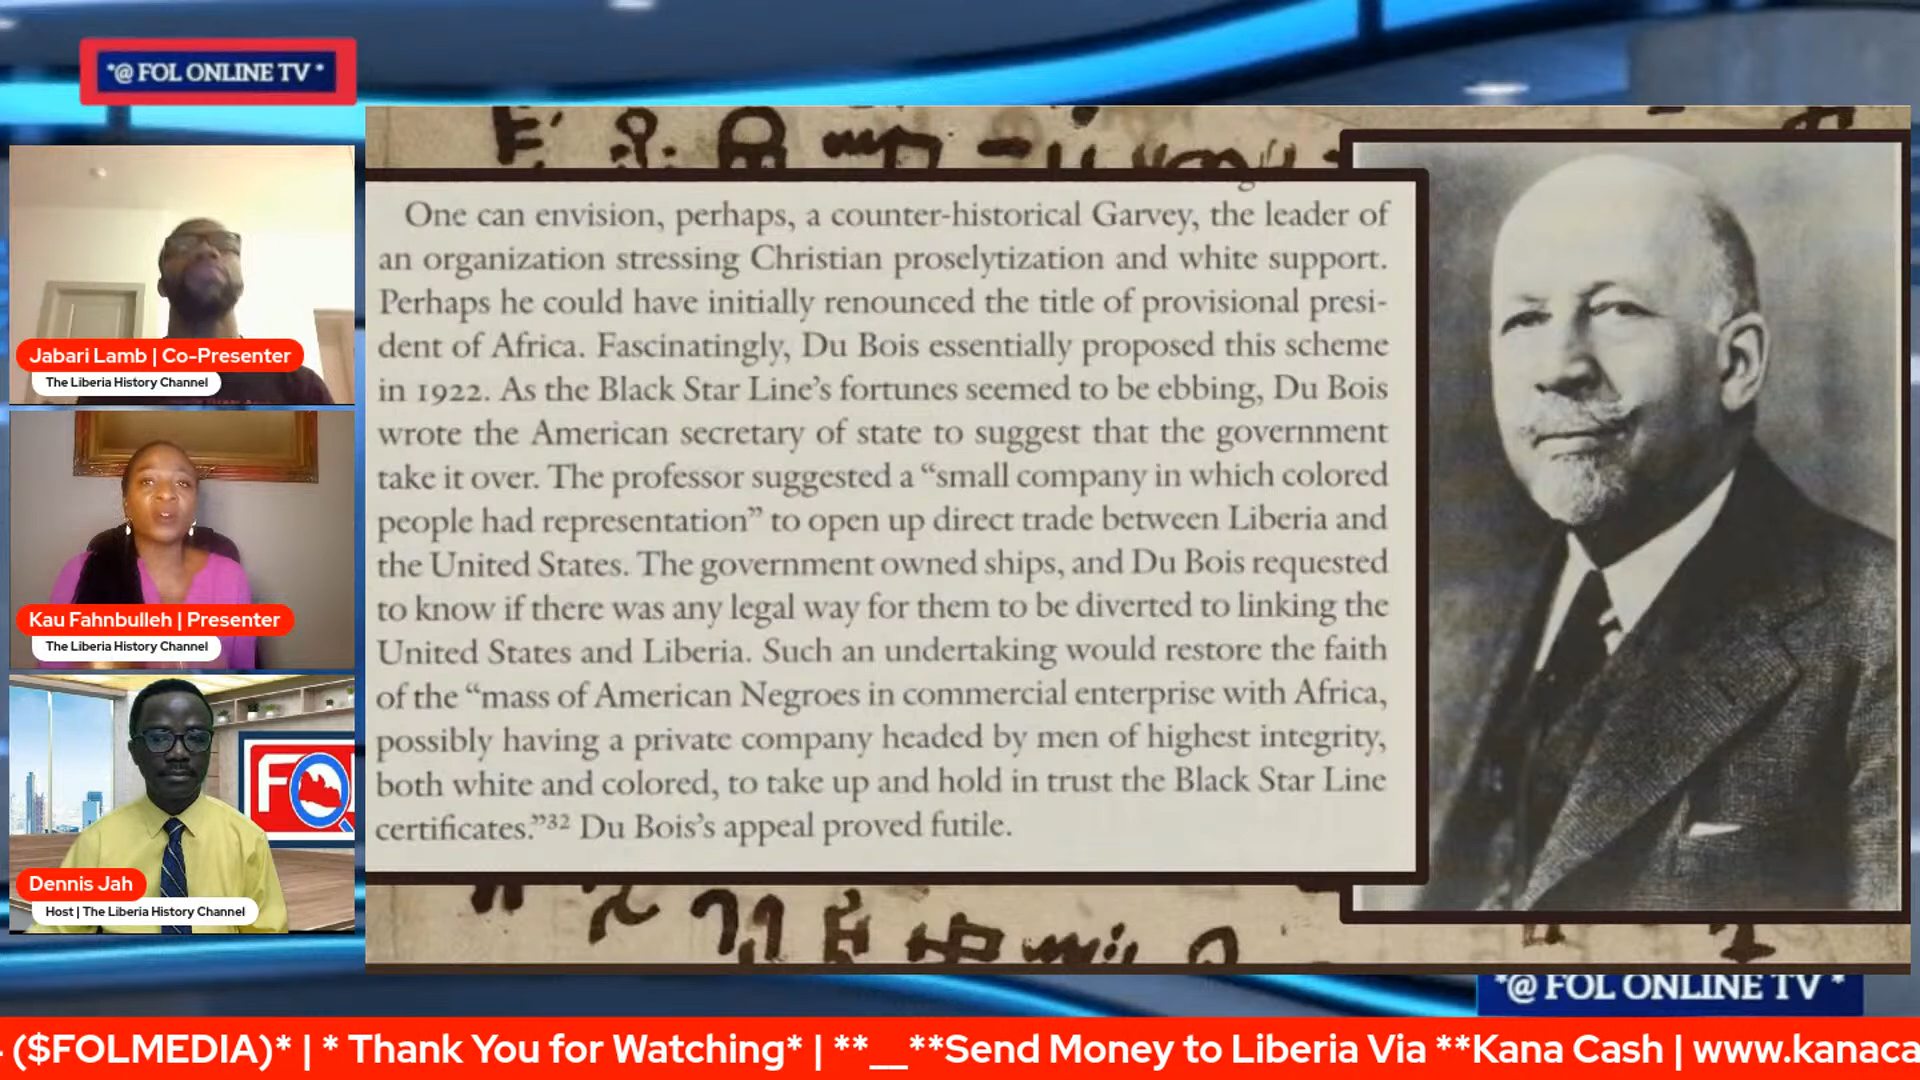 *@ FOL ONLINE TV *
Jabari Lamb | Co-Presenter
The Liberia History Channel
Kau Fahnbulleh | Presenter
The Liberia History Channel
Dennis Jah
Host | The Liberia History Channel
One can envision, perhaps, a counter-historical Garvey, the leader of
an organization stressing Christian proselytization and white support.
Perhaps he could have initially renounced the title of provisional presi-
dent of Africa. Fascinatingly, Du Bois essentially proposed this scheme
in 1922. As the Black Star Line's fortunes seemed to be ebbing, Du Bois
wrote the American secretary of state to suggest that the government
take it over. The professor suggested a “small company in which colored
people had representation” to open up direct trade between Liberia and
the United States. The government owned ships, and Du Bois requested
to know if there was any legal way for them to be diverted to linking the
United States and Liberia. Such an undertaking would restore the faith
of the “mass of American Negroes in commercial enterprise with Africa,
possibly having a private company headed by men of highest integrity,
both white and colored, to take up and hold in trust the Black Star Line
certificates.”32 Du Bois's appeal proved futile.
*@ FOL ONLINE TV *
($FOLMEDIA)* | * Thank You for Watching* | **__**Send Money to Liberia Via **Kana Cash | www.kanaca